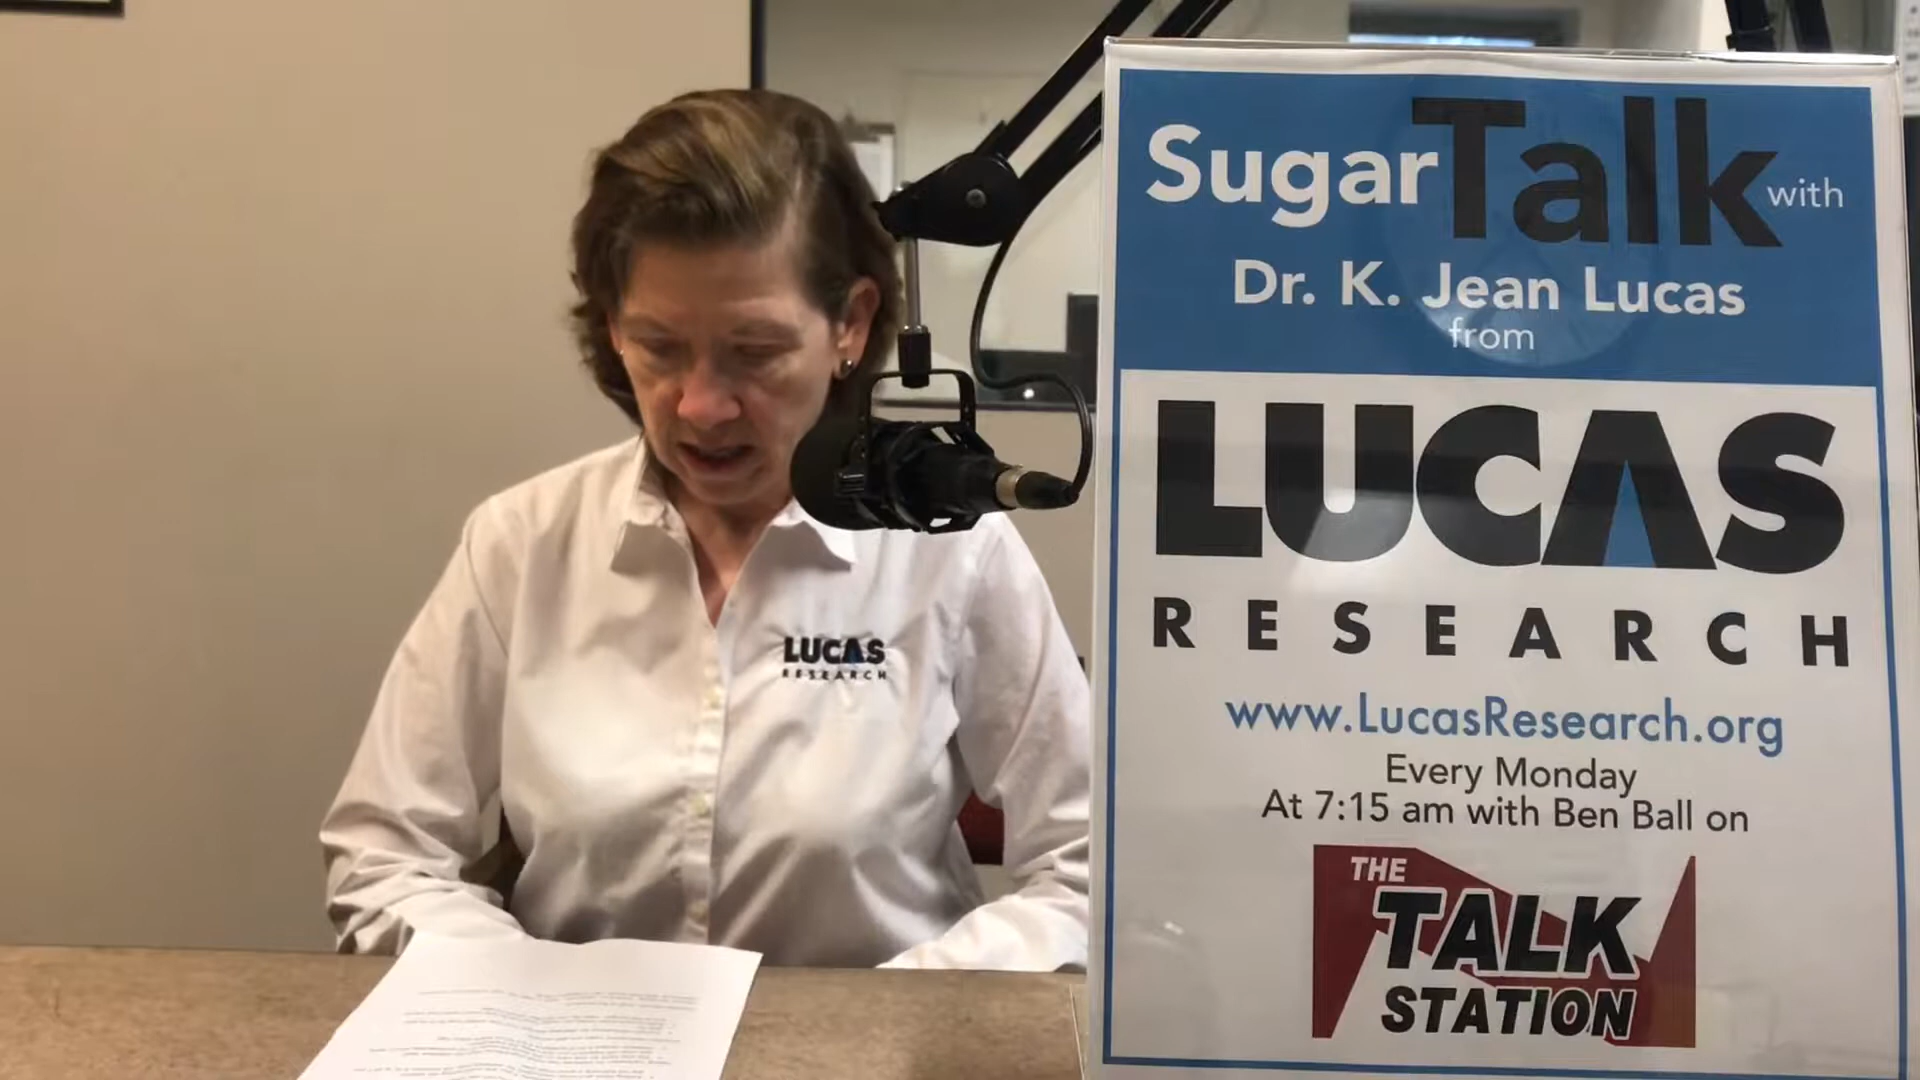 SugarTalk with
Dr. K. Jean Lucas
from
LUCAS
RESEARCH
www.LucasResearch.org
Every Monday
At 7:15 am with Ben Ball on
THE
TALK
STATION
LUCAS
RESEARCH